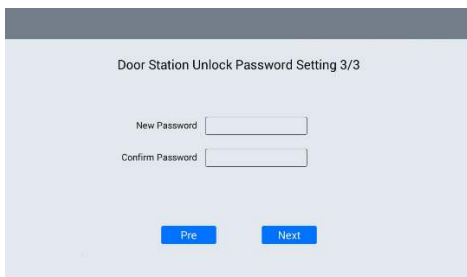 Door Station Unlock Password Setting 3/3
New Password
Confirm Password
Pre
Next